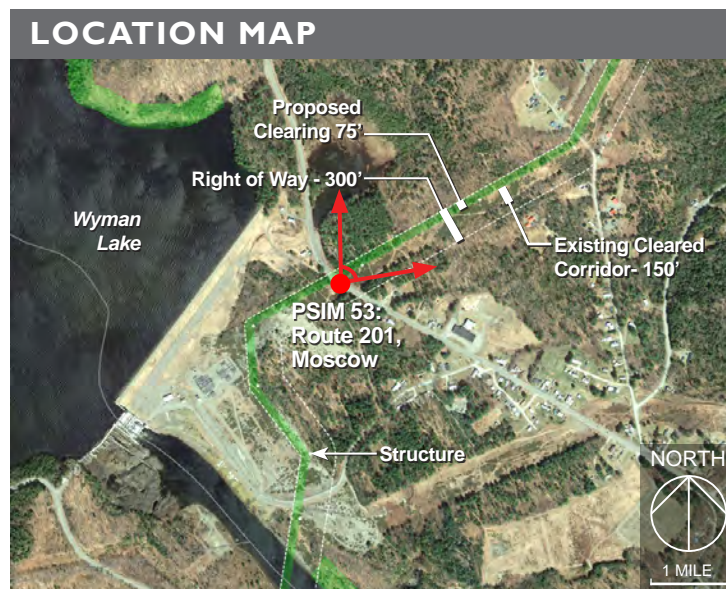 LOCATION MAP
Proposed
Clearing 75’
Right of Way - 300’
Wyman
Lake
Existing Cleared
Corridor- 150’
PSIM 53:
Route 201,
Moscow
Structure
NORTH
1 MILE